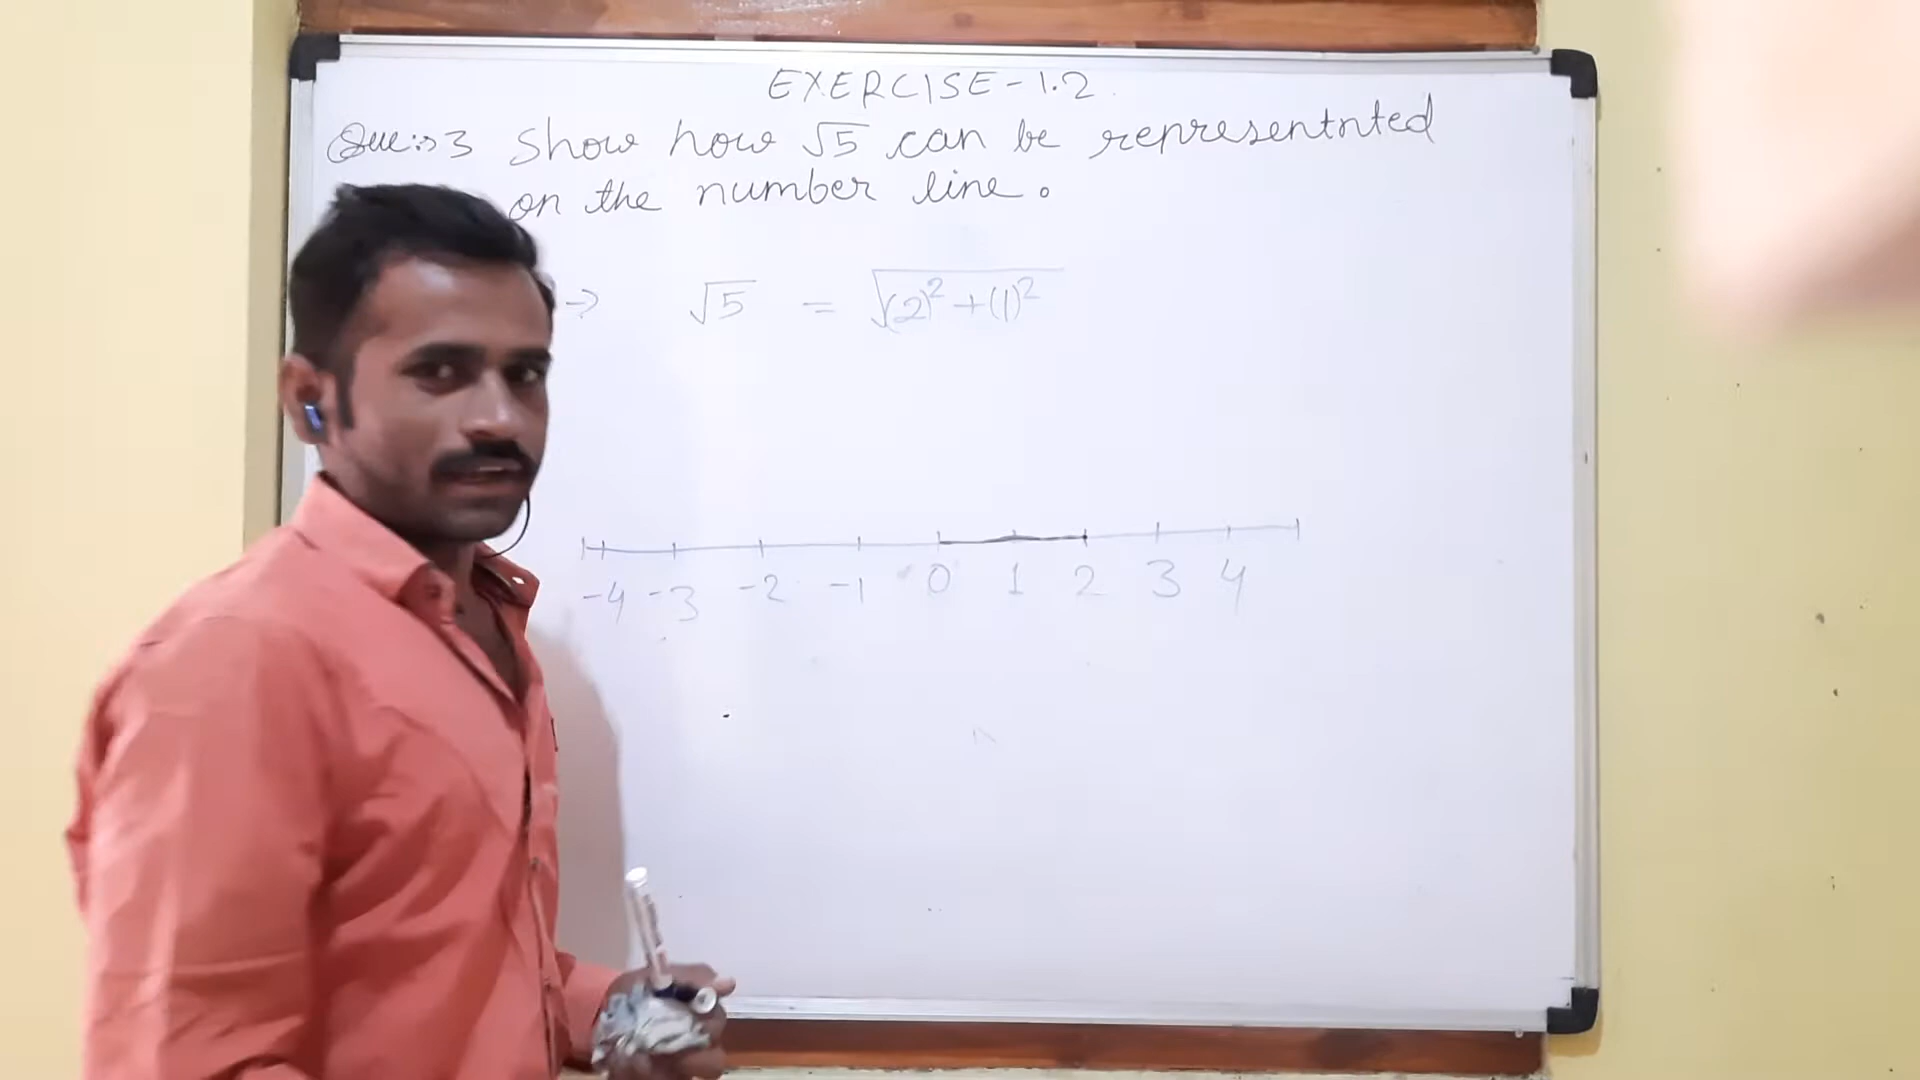 EXERCISE-1.2
Que:-3 Show how √5 can be representnted
on the number line.
→ √5 = √(2)²+(1)²
-4 -3 -2 -1 0 1 2 3 4